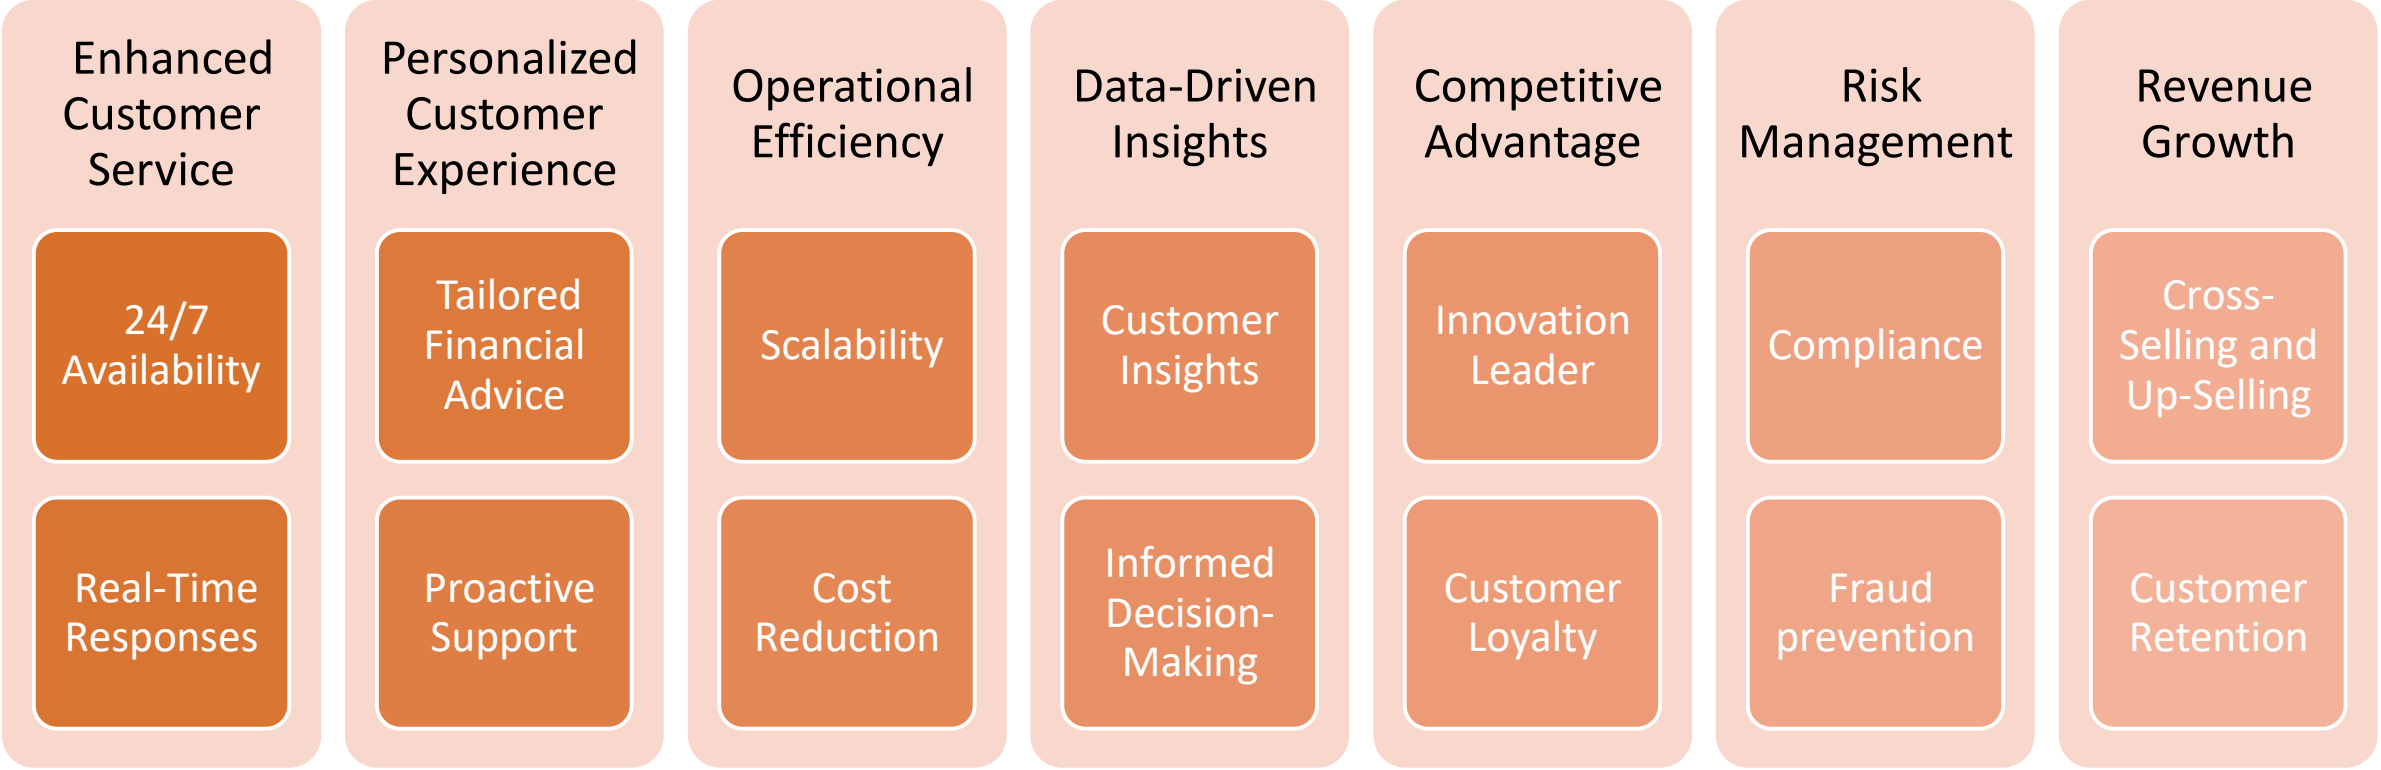 Enhanced
Customer
Service
24/7
Availability
Real-Time
Responses
Personalized
Customer
Experience
Tailored
Financial
Advice
Proactive
Support
Operational
Efficiency
Scalability
Cost
Reduction
Data-Driven
Insights
Customer
Insights
Informed
Decision-
Making
Competitive
Advantage
Innovation
Leader
Customer
Loyalty
Risk
Management
Compliance
Fraud
prevention
Revenue
Growth
Cross-
Selling and
Up-Selling
Customer
Retention